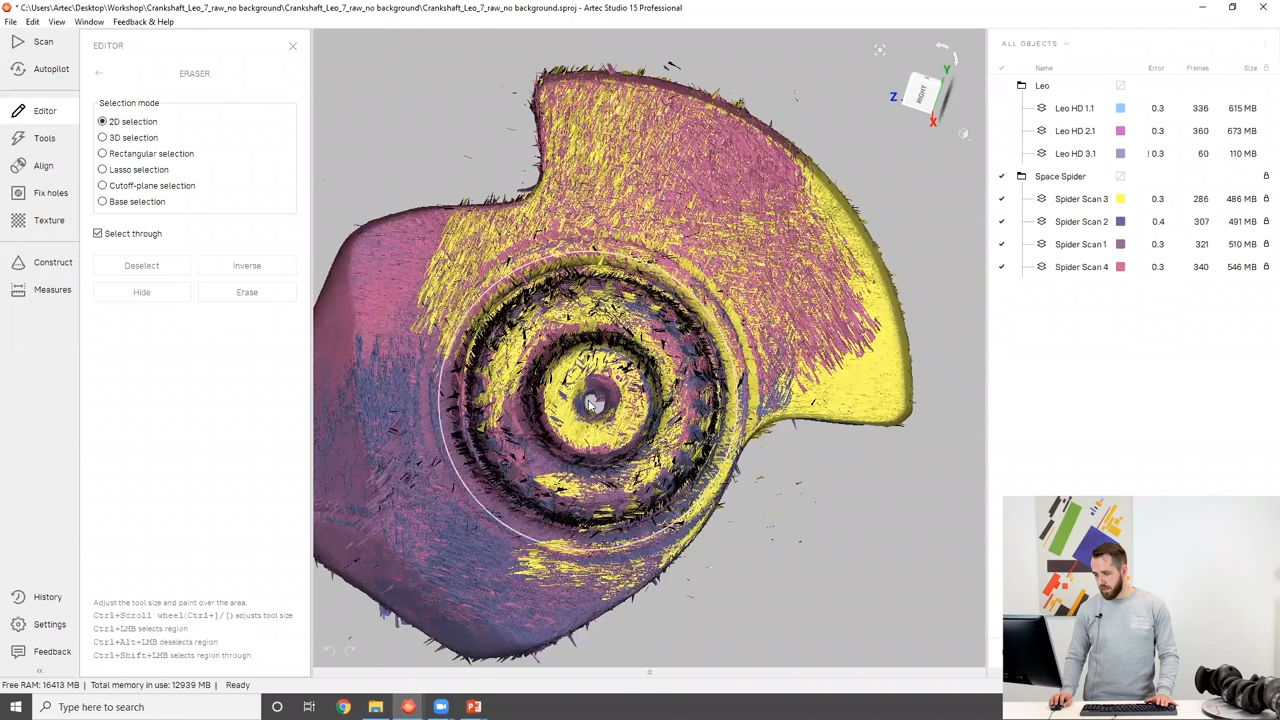 * C:\Users\Artec\Desktop\Workshop\Crankshaft_Leo_7_raw_no background\Crankshaft_Leo_7_raw_no background\Crankshaft_Leo_7_raw_no background.sproj - Artec Studio 15 Professional
File Edit View Window Feedback & Help
Scan
Autopilot
Editor
Tools
Align
Fix holes
Texture
Construct
Measures
History
Settings
Feedback
EDITOR
ERASER
Selection mode
2D selection
3D selection
Rectangular selection
Lasso selection
Cutoff-plane selection
Base selection
Select through
Deselect Inverse
Hide Erase
Adjust the tool size and paint over the area.
Ctrl+Scroll wheel(Ctrl+]/[) adjusts tool size
Ctrl+LMB selects region
Ctrl+Alt+LMB deselects region
Ctrl+Shift+LMB selects region through
Y
Z
RIGHT
X
ALL OBJECTS
Name Error Frames Size
Leo
Leo HD 1.1 0.3 336 615 MB
Leo HD 2.1 0.3 360 673 MB
Leo HD 3.1 ! 0.3 60 110 MB
Space Spider
Spider Scan 3 0.3 286 486 MB
Spider Scan 2 0.4 307 491 MB
Spider Scan 1 0.3 321 510 MB
Spider Scan 4 0.3 340 546 MB
Free RAM: 16413 MB | Total memory in use: 12939 MB | Ready
Type here to search